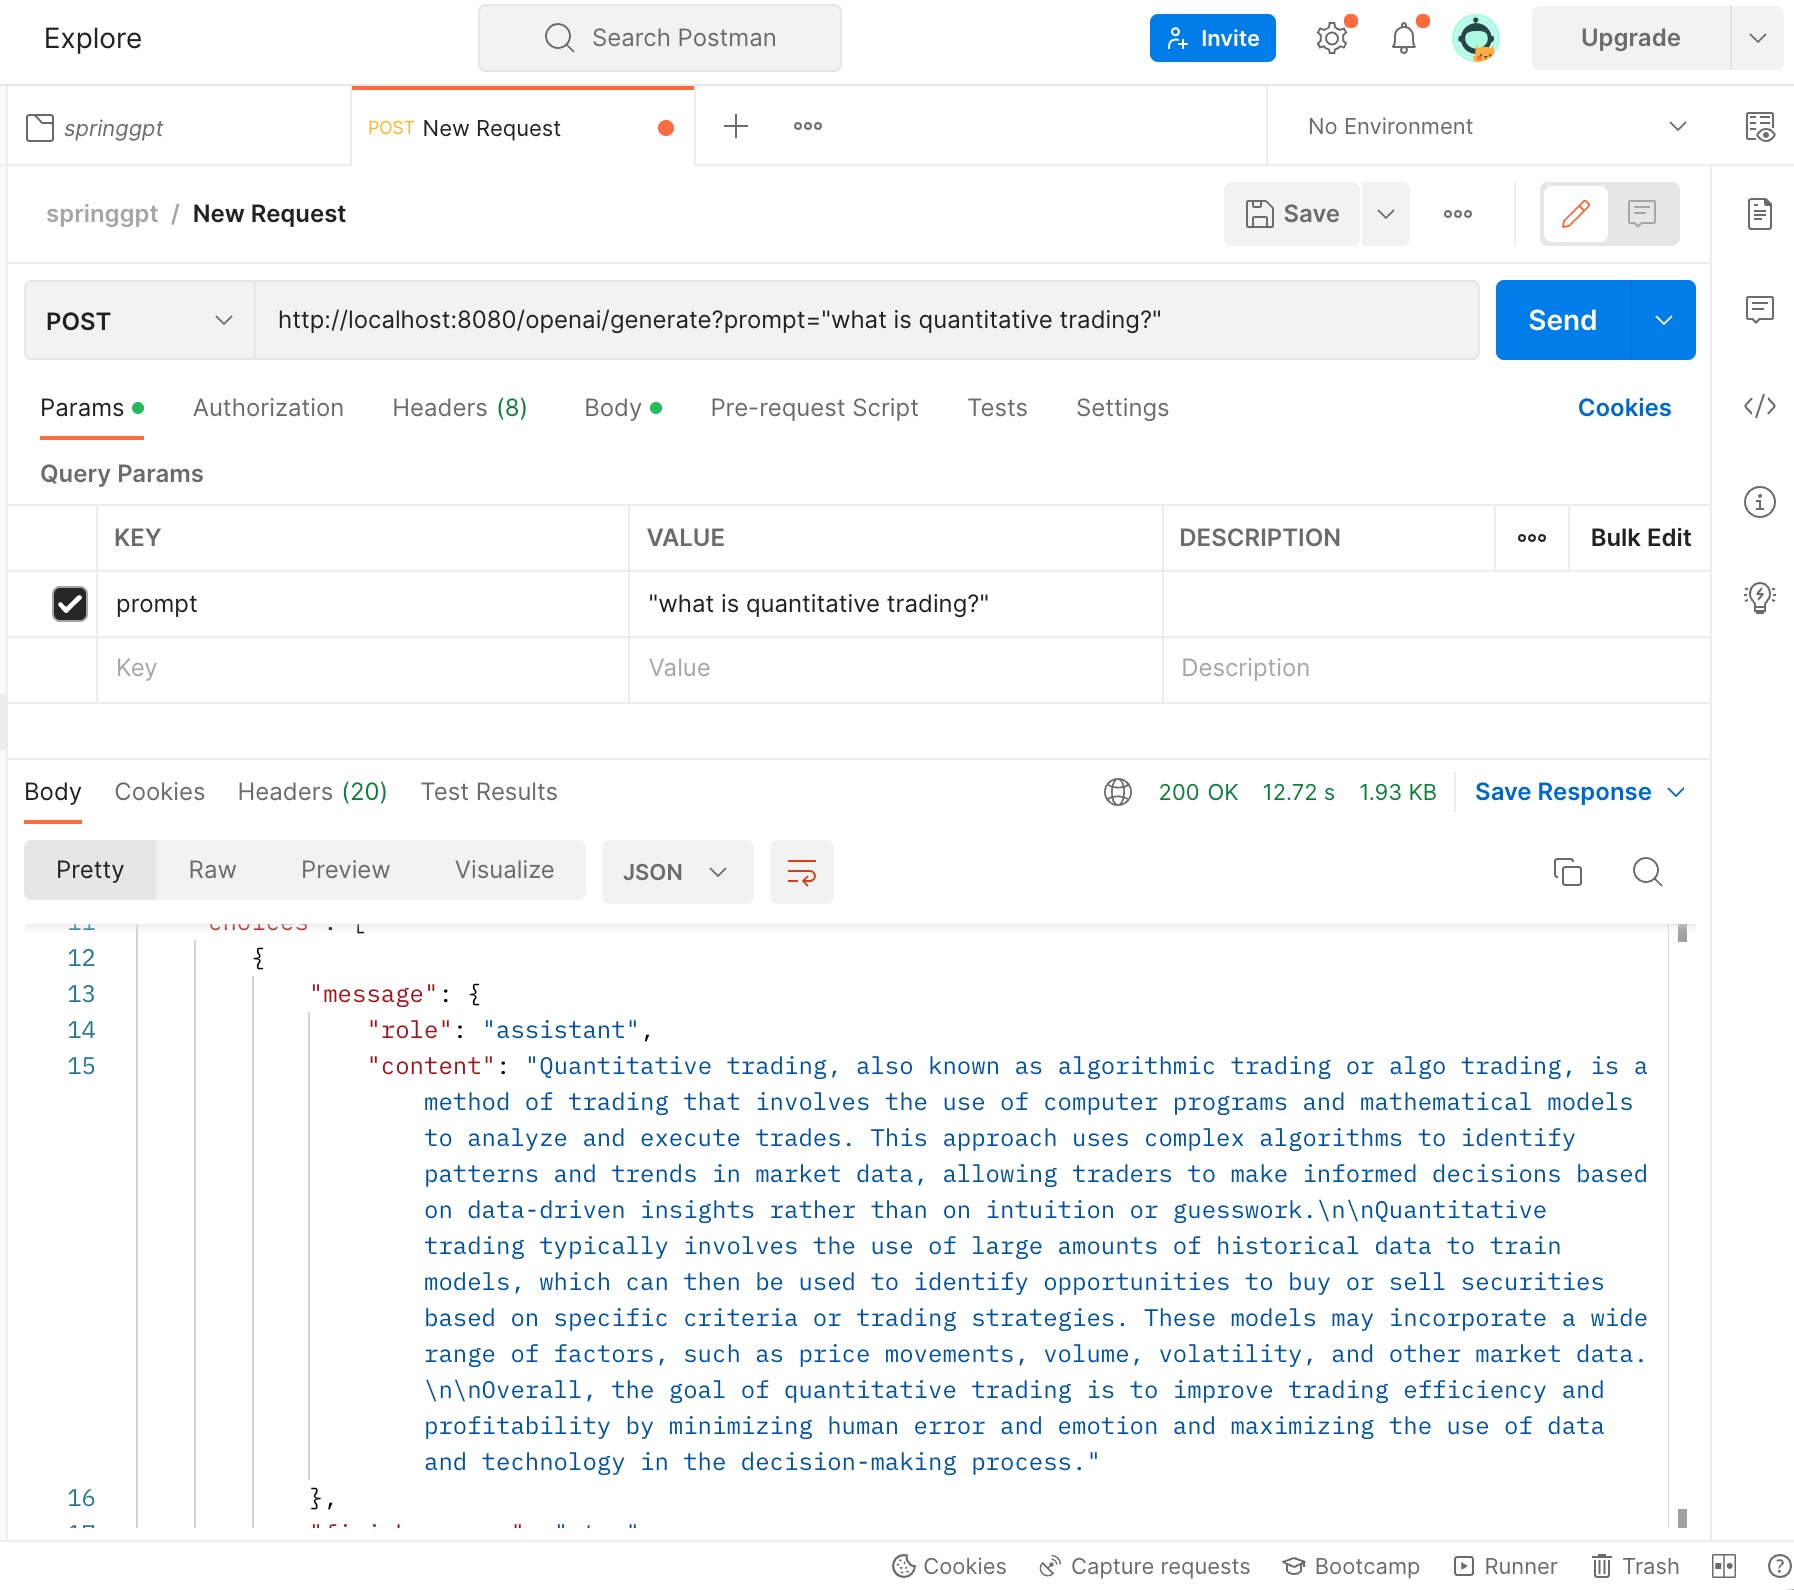 Explore
Search Postman
Invite
Upgrade
springgpt
POST New Request
No Environment
springgpt / New Request
Save
POST
http://localhost:8080/openai/generate?prompt="what is quantitative trading?"
Send
Params
Authorization
Headers (8)
Body
Pre-request Script
Tests
Settings
Cookies
Query Params
KEY
VALUE
DESCRIPTION
Bulk Edit
prompt
"what is quantitative trading?"
Key
Value
Description
Body
Cookies
Headers (20)
Test Results
200 OK
12.72 s
1.93 KB
Save Response
Pretty
Raw
Preview
Visualize
JSON
11 "choices": [
12 {
13 "message": {
14 "role": "assistant",
15 "content": "Quantitative trading, also known as algorithmic trading or algo trading, is a
method of trading that involves the use of computer programs and mathematical models
to analyze and execute trades. This approach uses complex algorithms to identify
patterns and trends in market data, allowing traders to make informed decisions based
on data-driven insights rather than on intuition or guesswork.\n\nQuantitative
trading typically involves the use of large amounts of historical data to train
models, which can then be used to identify opportunities to buy or sell securities
based on specific criteria or trading strategies. These models may incorporate a wide
range of factors, such as price movements, volume, volatility, and other market data.
\n\nOverall, the goal of quantitative trading is to improve trading efficiency and
profitability by minimizing human error and emotion and maximizing the use of data
and technology in the decision-making process."
16 },
Cookies
Capture requests
Bootcamp
Runner
Trash